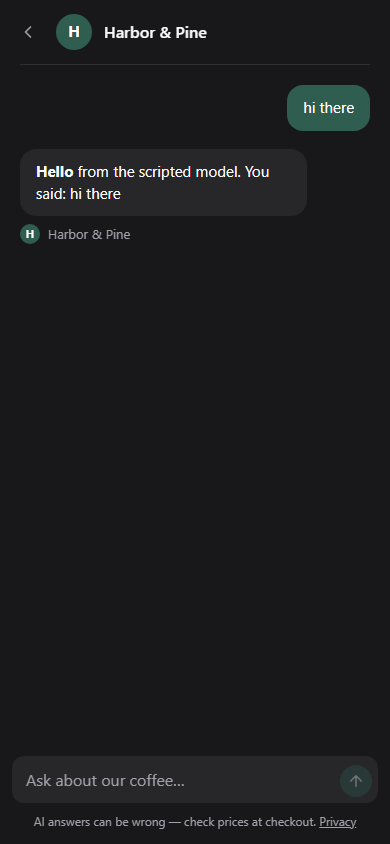 H Harbor & Pine
hi there
Hello from the scripted model. You
said: hi there
H Harbor & Pine
Ask about our coffee...
AI answers can be wrong — check prices at checkout. Privacy